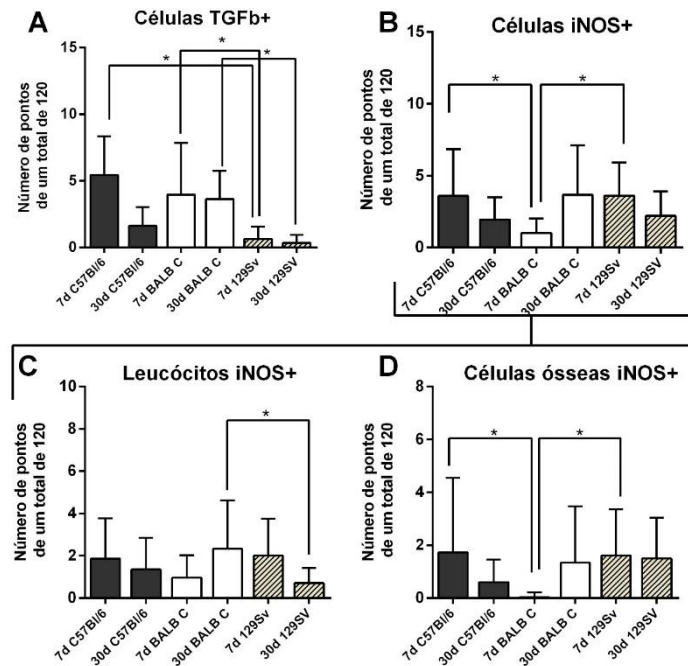 A
Células TGFb+
*
*
*
15
10
5
0
Número de pontos
de um total de 120
7d C57Bl/6
30d C57Bl/6
7d BALB C
30d BALB C
7d 129Sv
30d 129SV
B
Células iNOS+
*
*
15
10
5
0
Número de pontos
de um total de 120
7d C57Bl/6
30d C57Bl/6
7d BALB C
30d BALB C
7d 129Sv
30d 129SV
C
Leucócitos iNOS+
*
10
8
6
4
2
0
Número de pontos
de um total de 120
7d C57Bl/6
30d C57Bl/6
7d BALB C
30d BALB C
7d 129Sv
30d 129SV
D
Células ósseas iNOS+
*
*
8
6
4
2
0
Número de pontos
de um total de 120
7d C57Bl/6
30d C57Bl/6
7d BALB C
30d BALB C
7d 129Sv
30d 129SV